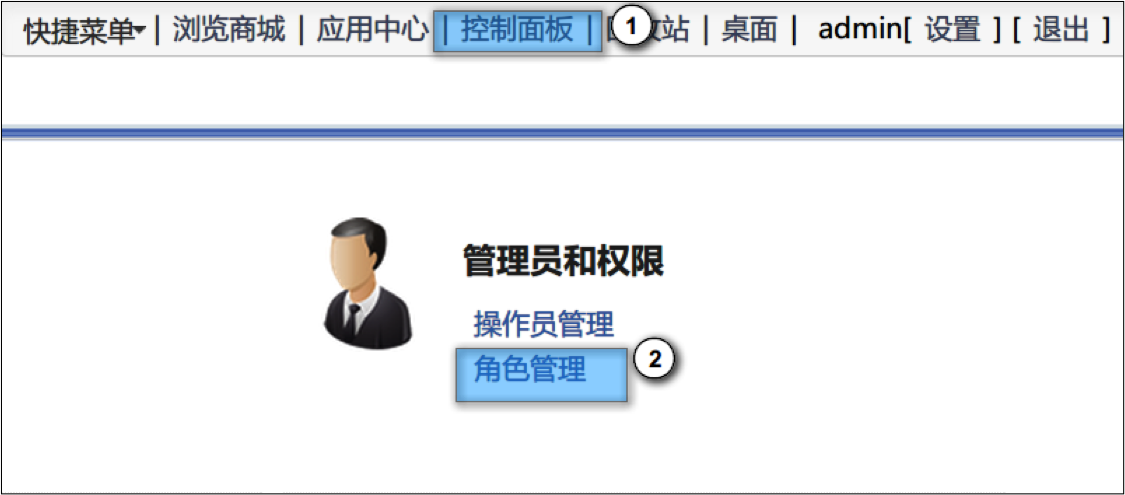 快捷菜单 | 浏览商城 | 应用中心 | 控制面板 | 站 | 桌面 | admin[ 设置 ] [ 退出 ]
1
管理员和权限
操作员管理
角色管理
2